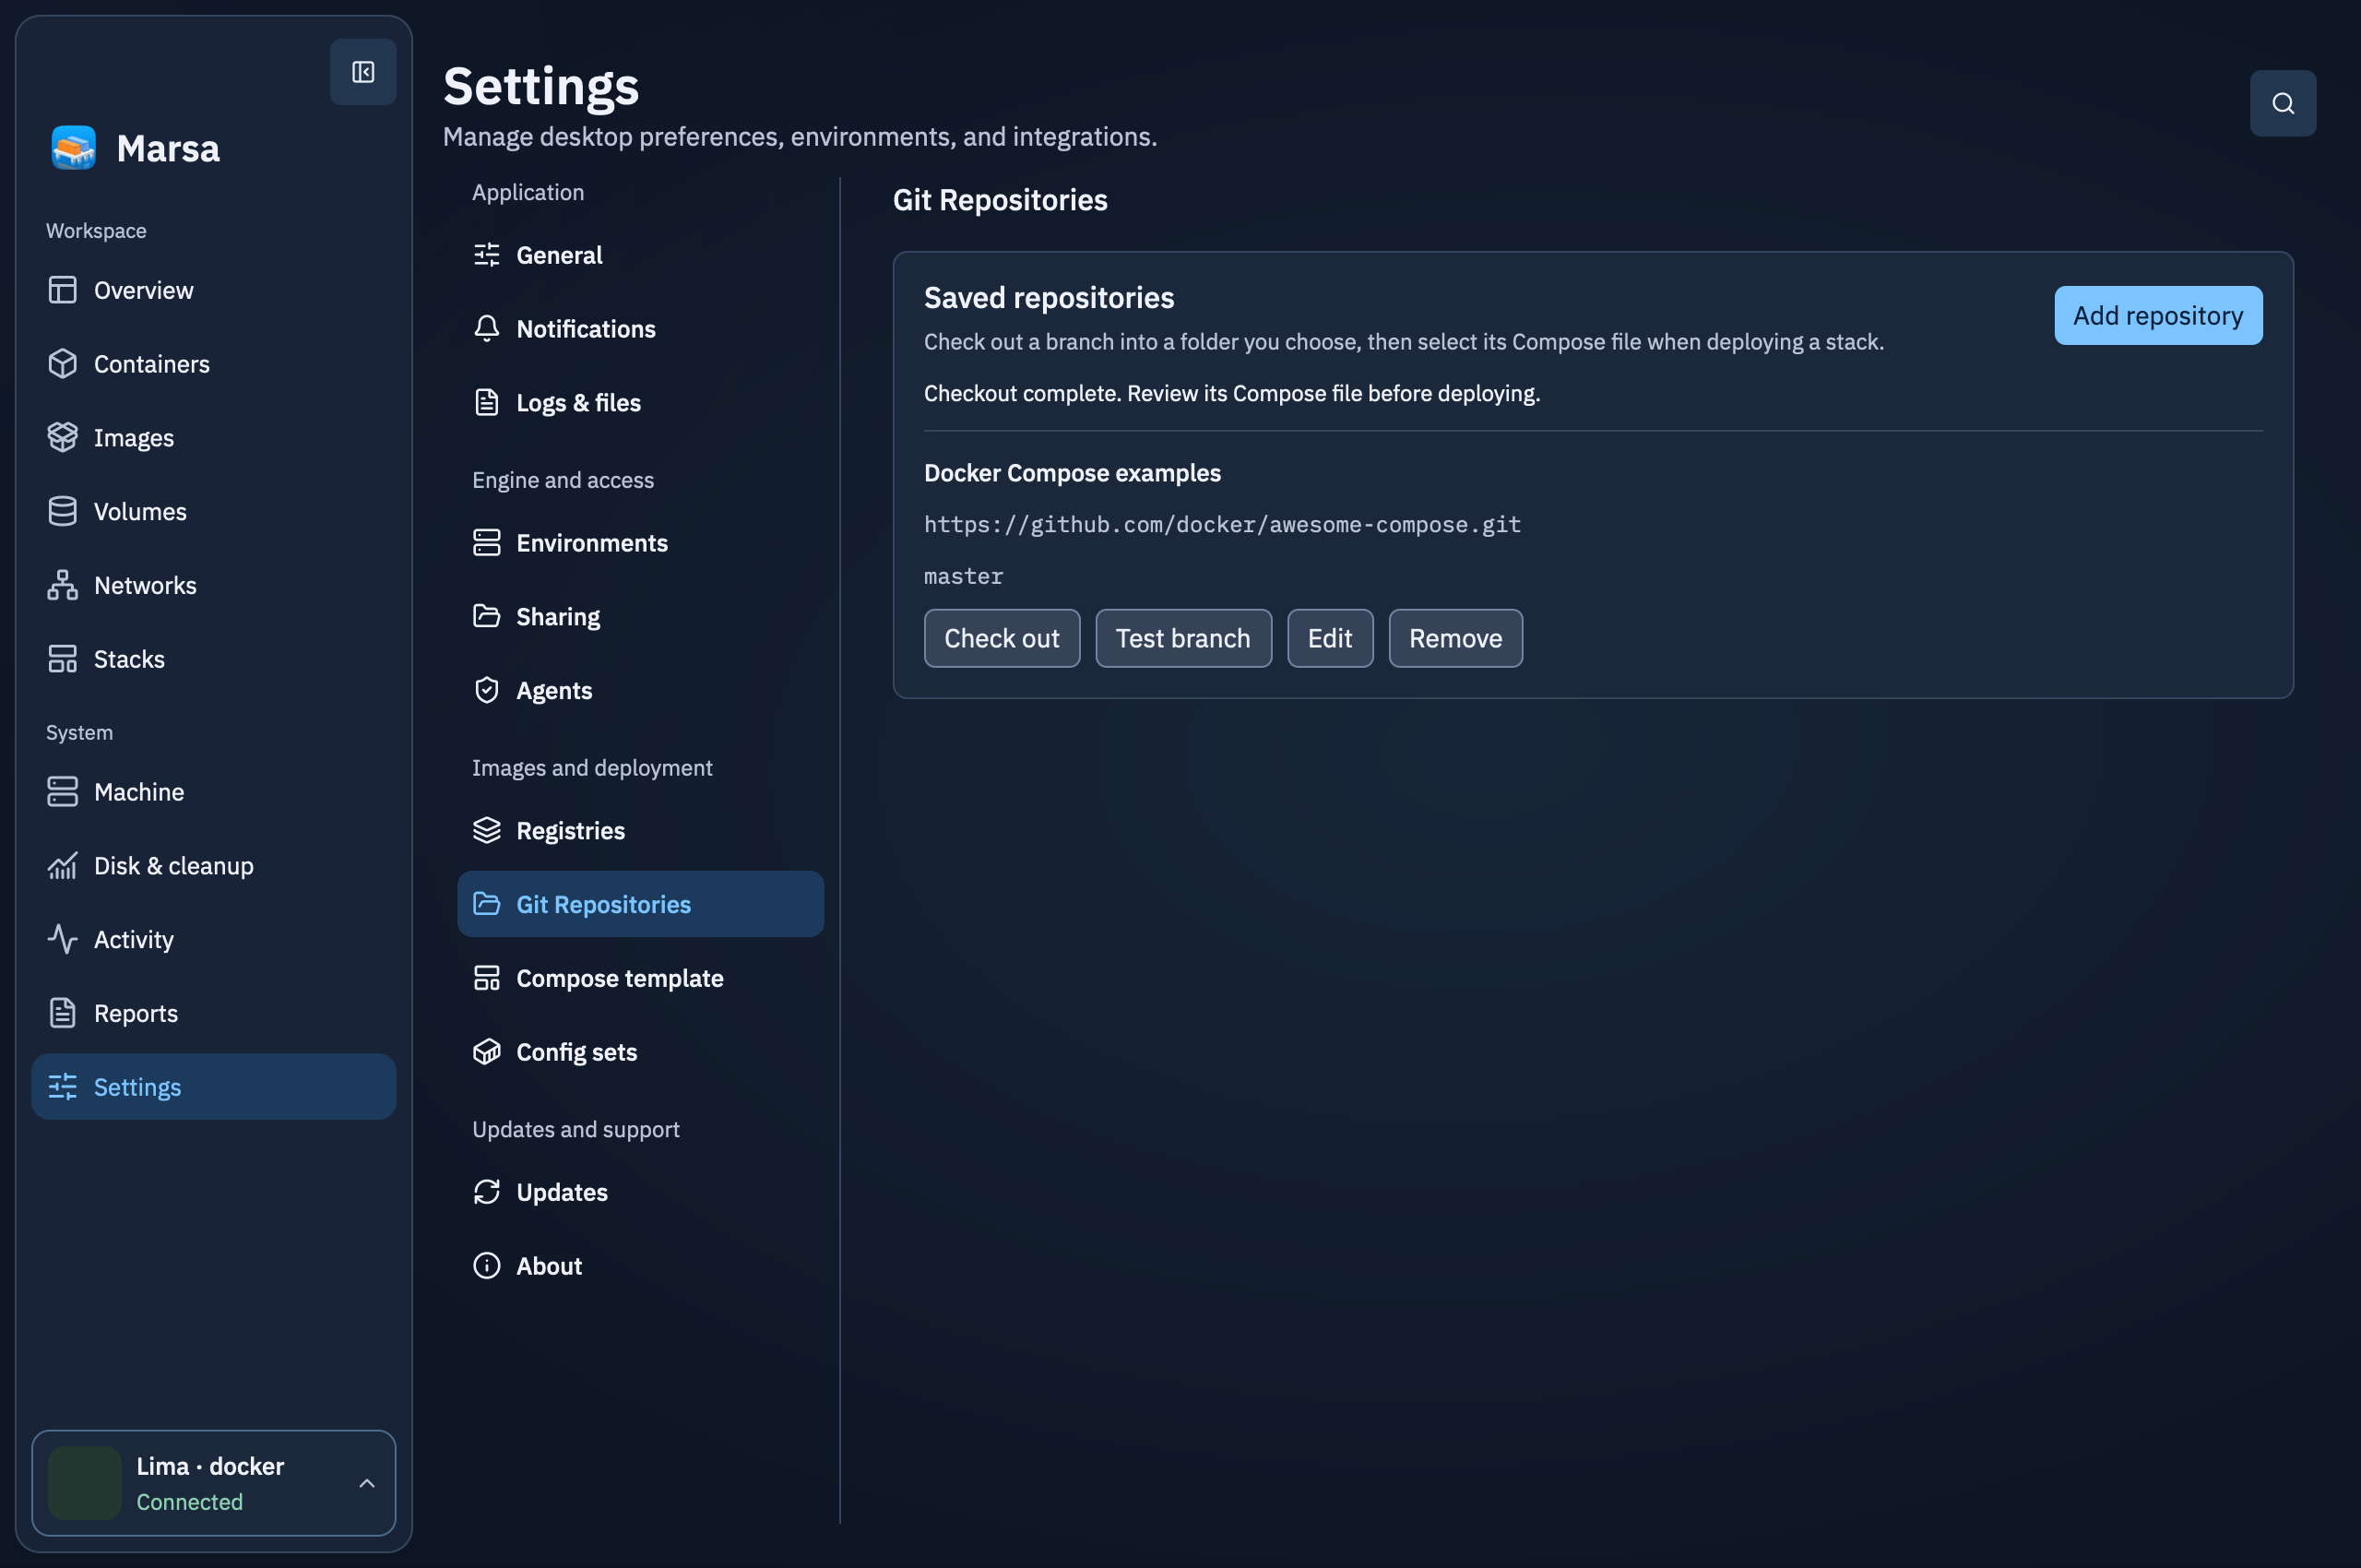 Marsa
Workspace
Overview
Containers
Images
Volumes
Networks
Stacks
System
Machine
Disk & cleanup
Activity
Reports
Settings
Lima · docker
Connected
Settings
Manage desktop preferences, environments, and integrations.
Application
General
Notifications
Logs & files
Engine and access
Environments
Sharing
Agents
Images and deployment
Registries
Git Repositories
Compose template
Config sets
Updates and support
Updates
About
Git Repositories
Saved repositories
Check out a branch into a folder you choose, then select its Compose file when deploying a stack.
Add repository
Checkout complete. Review its Compose file before deploying.
Docker Compose examples
https://github.com/docker/awesome-compose.git
master
Check out Test branch Edit Remove